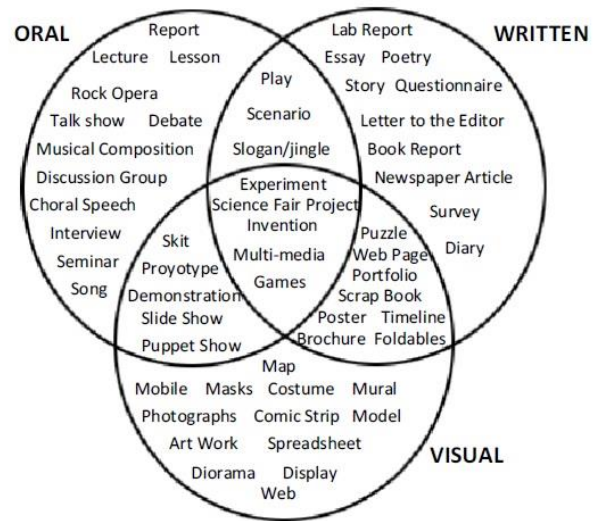 ORAL
WRITTEN
Report
Lecture Lesson
Rock Opera
Talk show Debate
Musical Composition
Discussion Group
Choral Speech
Interview
Seminar
Song
Play
Scenario
Slogan/jingle
Lab Report
Essay Poetry
Story Questionnaire
Letter to the Editor
Book Report
Newspaper Article
Survey
Diary
Experiment
Science Fair Project
Invention
Multi-media
Games
Skit
Proyotype
Demonstration
Slide Show
Puppet Show
Puzzle
Web Page
Portfolio
Scrap Book
Poster Timeline
Brochure Foldables
Map
Mobile Masks Costume Mural
Photographs Comic Strip Model
Art Work Spreadsheet
Diorama Display
Web
VISUAL